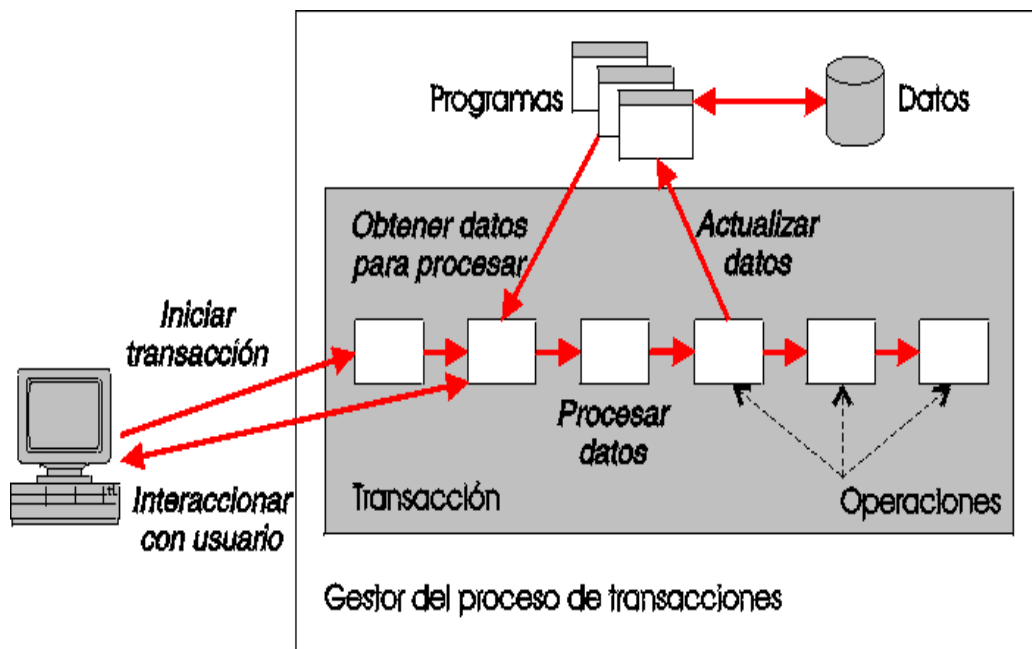 Programas
Datos
Obtener datos
para procesar
Actualizar
datos
Iniciar
transacción
Procesar
datos
Interaccionar
con usuario
Transacción
Operaciones
Gestor del proceso de transacciones